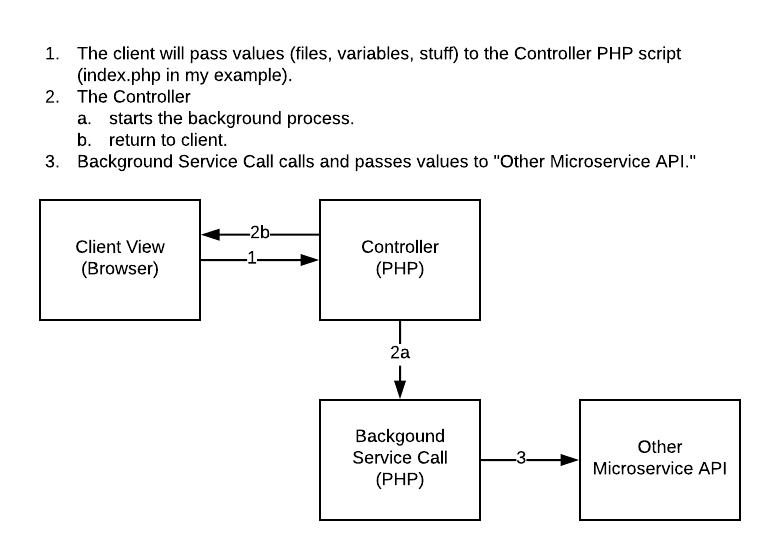 1. The client will pass values (files, variables, stuff) to the Controller PHP script
(index.php in my example).
2. The Controller
a. starts the background process.
b. return to client.
3. Background Service Call calls and passes values to "Other Microservice API."
Client View
(Browser)
2b
1
Controller
(PHP)
2a
Backgound
Service Call
(PHP)
3
Other
Microservice API